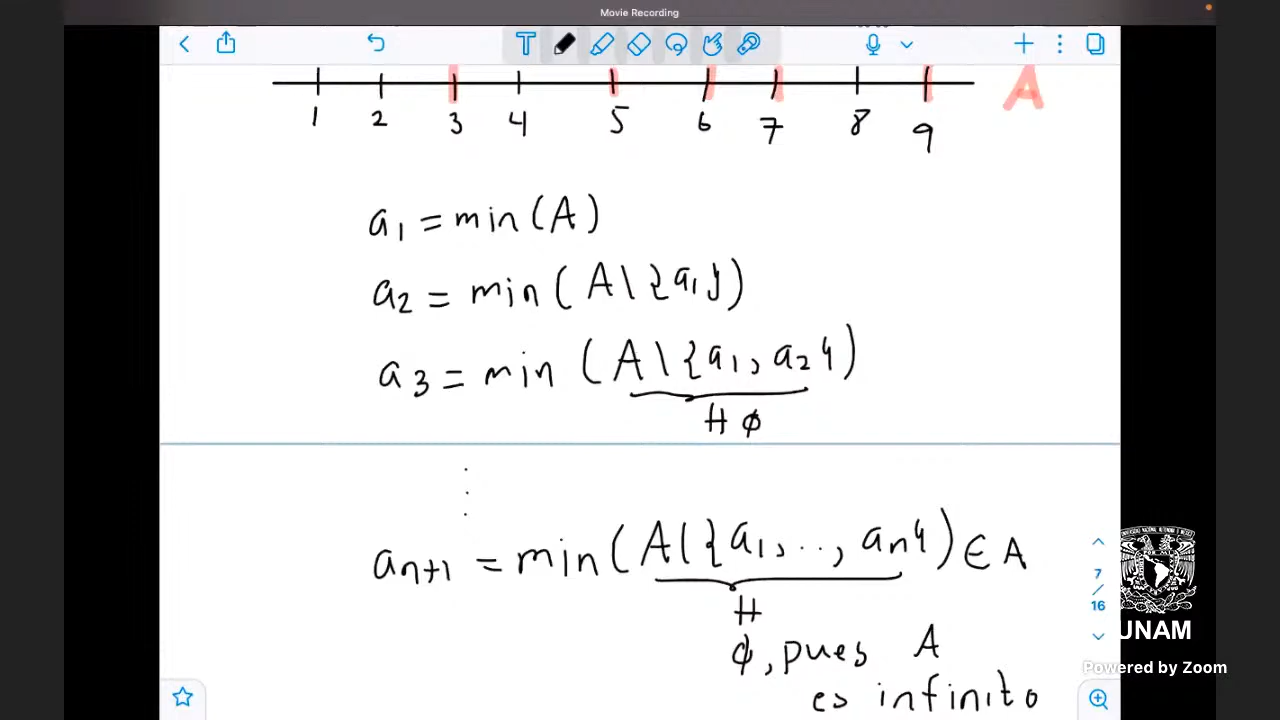 Movie Recording
T
1 2 3 4 5 6 7 8 9 A
a₁ = min(A)
a₂ = min(A\{a₁})
a₃ = min(A\{a₁, a₂})
≠ ∅
⋮
aₙ₊₁ = min(A\{a₁, .., aₙ}) ∈ A
≠
∅, pues A
es infinito
7
/
16
UNAM
Powered by Zoom